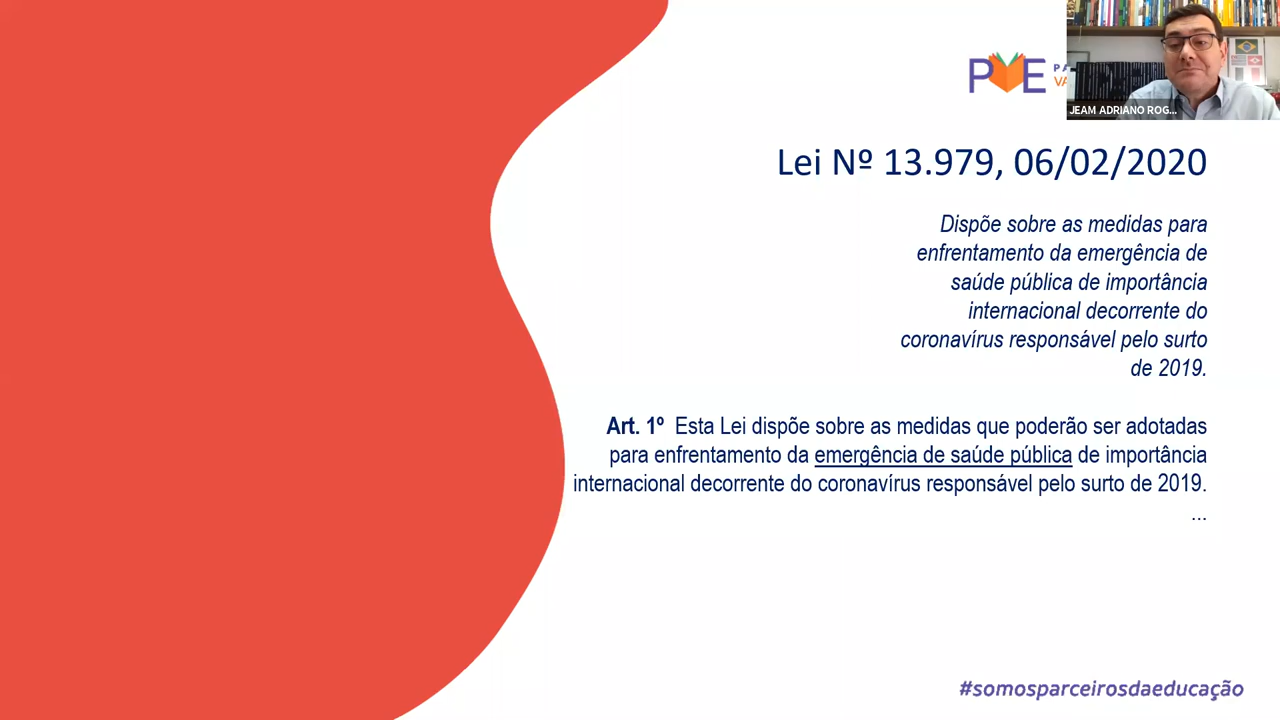 PVE
JEAM ADRIANO ROG...
Lei Nº 13.979, 06/02/2020
Dispõe sobre as medidas para
enfrentamento da emergência de
saúde pública de importância
internacional decorrente do
coronavírus responsável pelo surto
de 2019.
Art. 1º Esta Lei dispõe sobre as medidas que poderão ser adotadas
para enfrentamento da emergência de saúde pública de importância
internacional decorrente do coronavírus responsável pelo surto de 2019.
...
#somosparceirosdaeducação